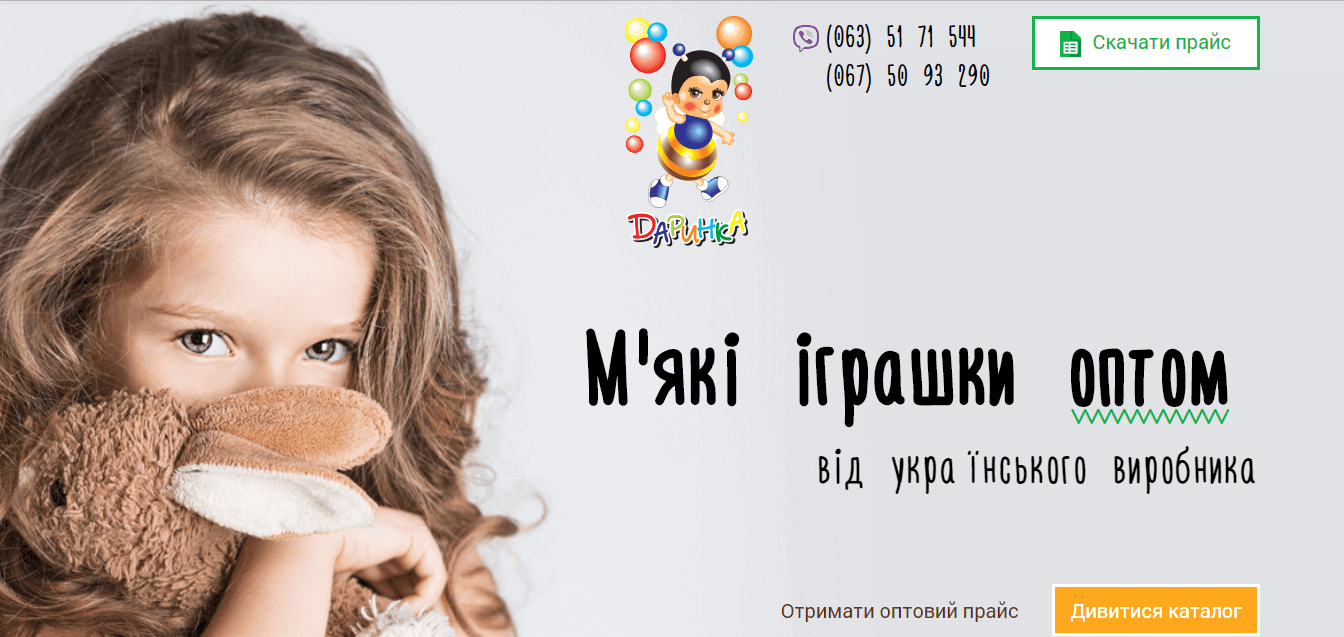 (063) 51 71 544
(067) 50 93 290
Скачати прайс
ДАРИНКА
М'які іграшки оптом
від українського виробника
Отримати оптовий прайс
Дивитися каталог